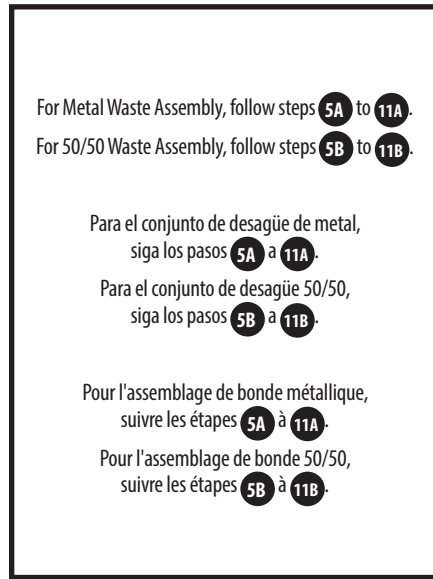 For Metal Waste Assembly, follow steps 5A to 11A.
For 50/50 Waste Assembly, follow steps 5B to 11B.
Para el conjunto de desagüe de metal,
siga los pasos 5A a 11A.
Para el conjunto de desagüe 50/50,
siga los pasos 5B a 11B.
Pour l'assemblage de bonde métallique,
suivre les étapes 5A à 11A.
Pour l'assemblage de bonde 50/50,
suivre les étapes 5B à 11B.